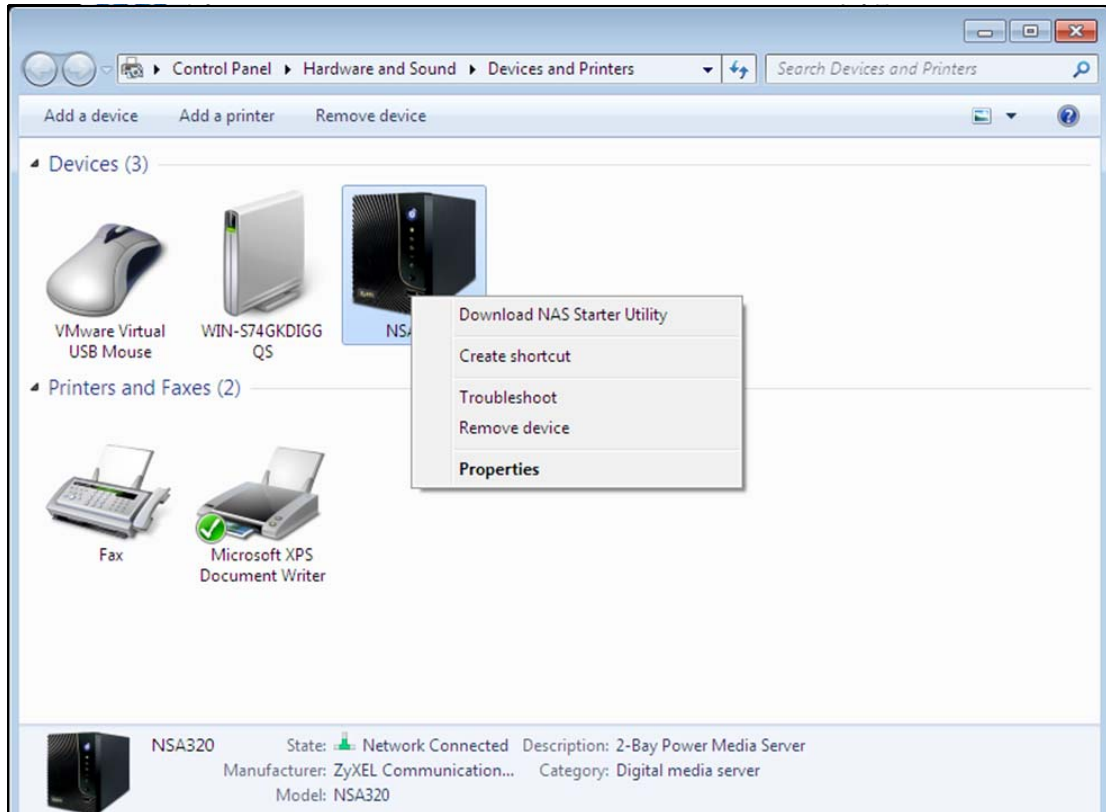 Control Panel ▸ Hardware and Sound ▸ Devices and Printers
Search Devices and Printers
Add a device Add a printer Remove device
Devices (3)
VMware Virtual
USB Mouse
WIN-S74GKDIGG
QS
NSA
Download NAS Starter Utility
Create shortcut
Troubleshoot
Remove device
Properties
Printers and Faxes (2)
Fax
Microsoft XPS
Document Writer
NSA320 State: Network Connected Description: 2-Bay Power Media Server
Manufacturer: ZyXEL Communication... Category: Digital media server
Model: NSA320